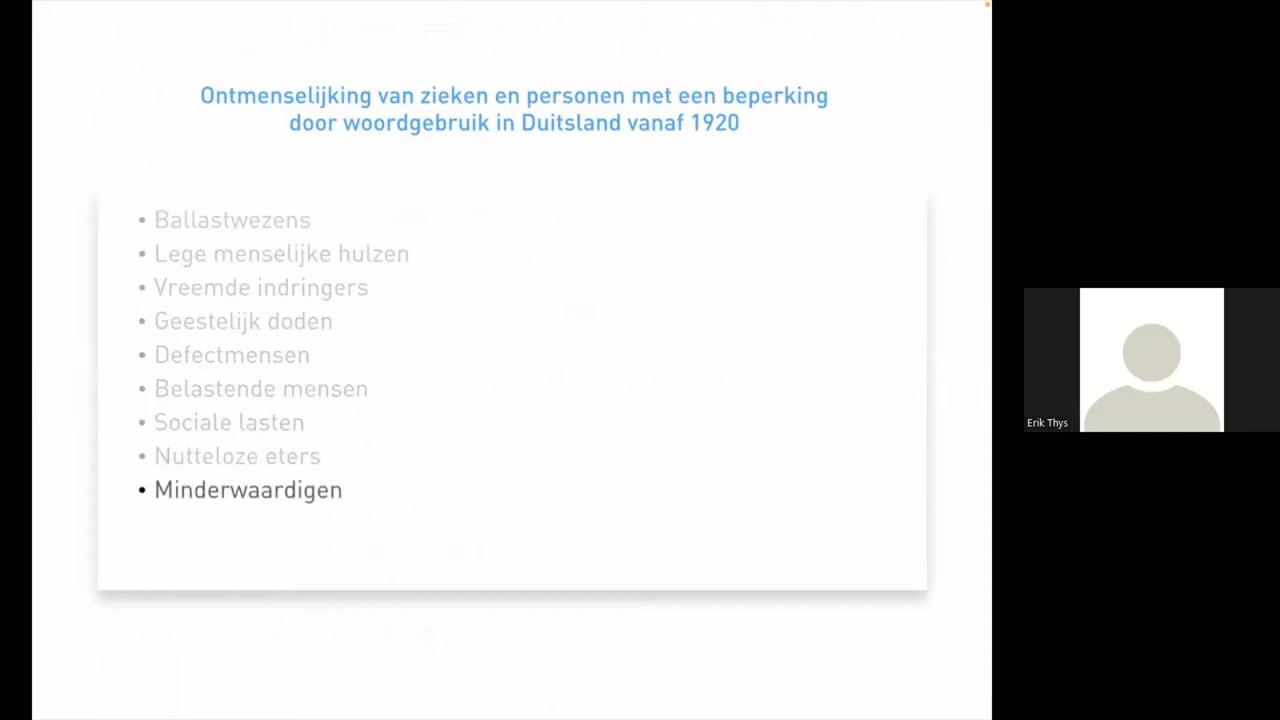 Ontmenselijking van zieken en personen met een beperking
door woordgebruik in Duitsland vanaf 1920
• Ballastwezens
• Lege menselijke hulzen
• Vreemde indringers
• Geestelijk doden
• Defectmensen
• Belastende mensen
• Sociale lasten
• Nutteloze eters
• Minderwaardigen
Erik Thys